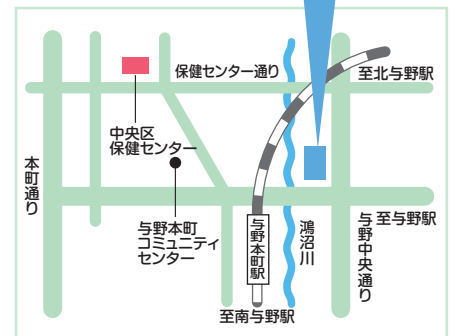 保健センター通り
至北与野駅
中央区
保健センター
本町通り
与野本町
コミュニティ
センター
与野本町駅
鴻沼川
与野中央通り
至与野駅
至南与野駅